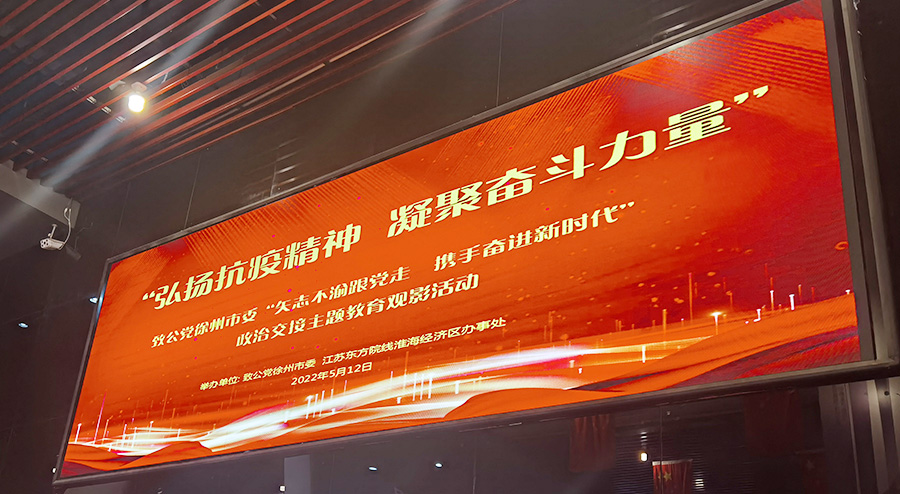 “弘扬抗疫精神 凝聚奋斗力量”
致公党徐州市委“矢志不渝跟党走 携手奋进新时代”
政治交接主题教育观影活动
举办单位: 致公党徐州市委 江苏东方院线淮海经济区办事处
2022年5月12日